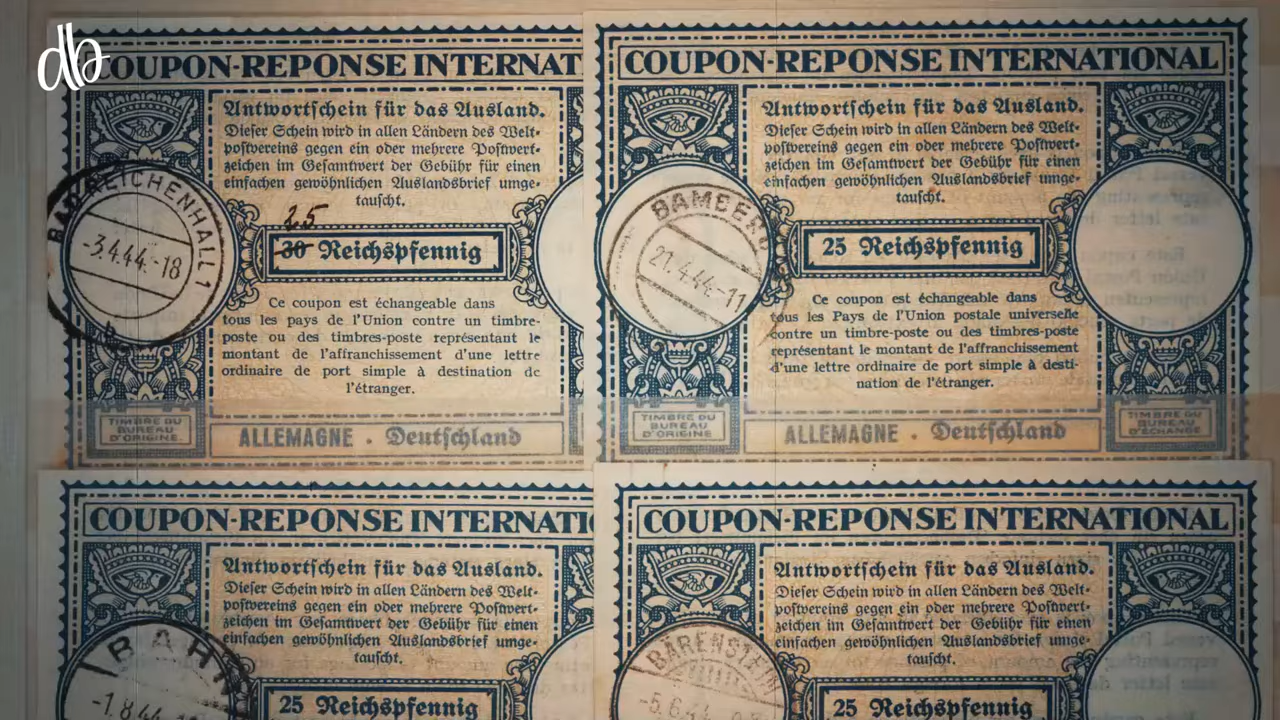 db
COUPON-REPONSE INTERNAT
Antwortschein für das Ausland.
Dieser Schein wird in allen Ländern des Welt-
postvereins gegen ein oder mehrere Postwert-
zeichen im Gesamtwert der Gebühr für einen
einfachen gewöhnlichen Auslandsbrief umge-
tauscht.
BAD REICHENHALL 1
-3.4.44.-18
b
25
30 Reichspfennig
Ce coupon est échangeable dans
tous les pays de l'Union contre un timbre-
poste ou des timbres-poste représentant le
montant de l'affranchissement d'une lettre
ordinaire de port simple à destination de
l'étranger.
TIMBRE DU
BUREAU
D'ORIGINE.
ALLEMAGNE . Deutschland
COUPON-REPONSE INTERNATIONAL
Antwortschein für das Ausland.
Dieser Schein wird in allen Ländern des Welt-
postvereins gegen ein oder mehrere Postwert-
zeichen im Gesamtwert der Gebühr für einen
einfachen gewöhnlichen Auslandsbrief umge-
tauscht.
BAMBERG
21.4.44.-11
25 Reichspfennig
Ce coupon est échangeable dans
tous les Pays de l'Union postale universelle
contre un timbre-poste ou des timbres-poste
représentant le montant de l'affranchissement
d'une lettre ordinaire de port simple à desti-
nation de l'étranger.
TIMBRE DU
BUREAU
D'ORIGINE
ALLEMAGNE . Deutschland
TIMBRE DU
BUREAU
D'ÉCHANGE
COUPON-REPONSE INTERNATI
Antwortschein für das Ausland.
Dieser Schein wird in allen Ländern des Welt-
postvereins gegen ein oder mehrere Postwert-
zeichen im Gesamtwert der Gebühr für einen
einfachen gewöhnlichen Auslandsbrief umge-
tauscht.
BAH
-1.8.44
25 Reichspfennig
COUPON-REPONSE INTERNATIONAL
Antwortschein für das Ausland.
Dieser Schein wird in allen Ländern des Welt-
postvereins gegen ein oder mehrere Postwert-
zeichen im Gesamtwert der Gebühr für einen
einfachen gewöhnlichen Auslandsbrief umge-
tauscht.
BÄRENSTEIN
-5.6.44
25 Reichspfennig